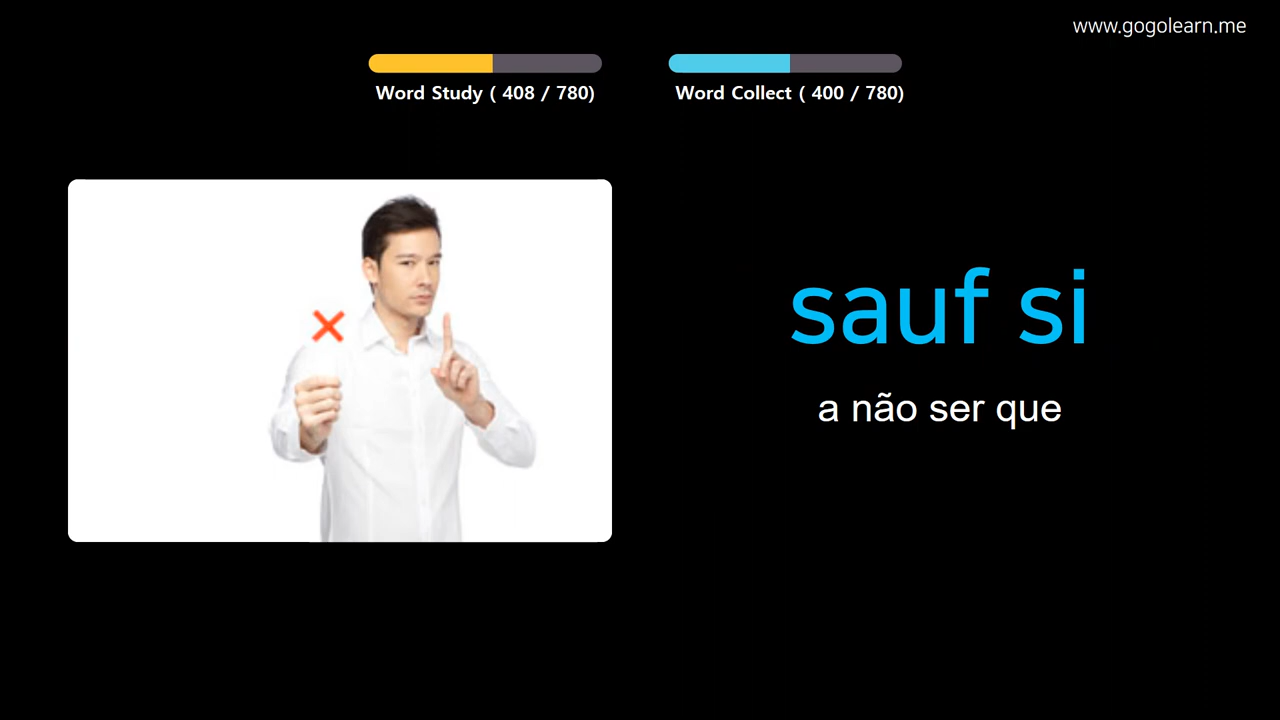 www.gogolearn.me
Word Study ( 408 / 780)
Word Collect ( 400 / 780)
sauf si
a não ser que